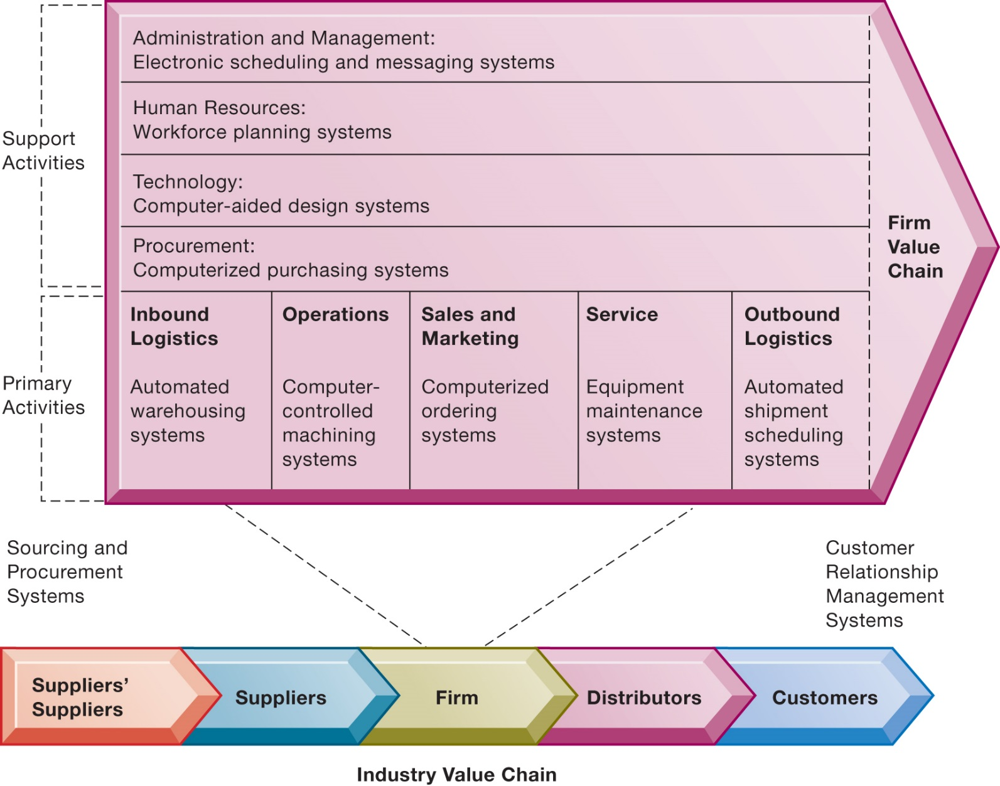 Administration and Management:
Electronic scheduling and messaging systems
Human Resources:
Workforce planning systems
Support
Activities
Technology:
Computer-aided design systems
Procurement:
Computerized purchasing systems
Firm
Value
Chain
Primary
Activities
Inbound
Logistics
Automated
warehousing
systems
Operations
Computer-
controlled
machining
systems
Sales and
Marketing
Computerized
ordering
systems
Service
Equipment
maintenance
systems
Outbound
Logistics
Automated
shipment
scheduling
systems
Sourcing and
Procurement
Systems
Customer
Relationship
Management
Systems
Suppliers’
Suppliers
Suppliers
Firm
Distributors
Customers
Industry Value Chain